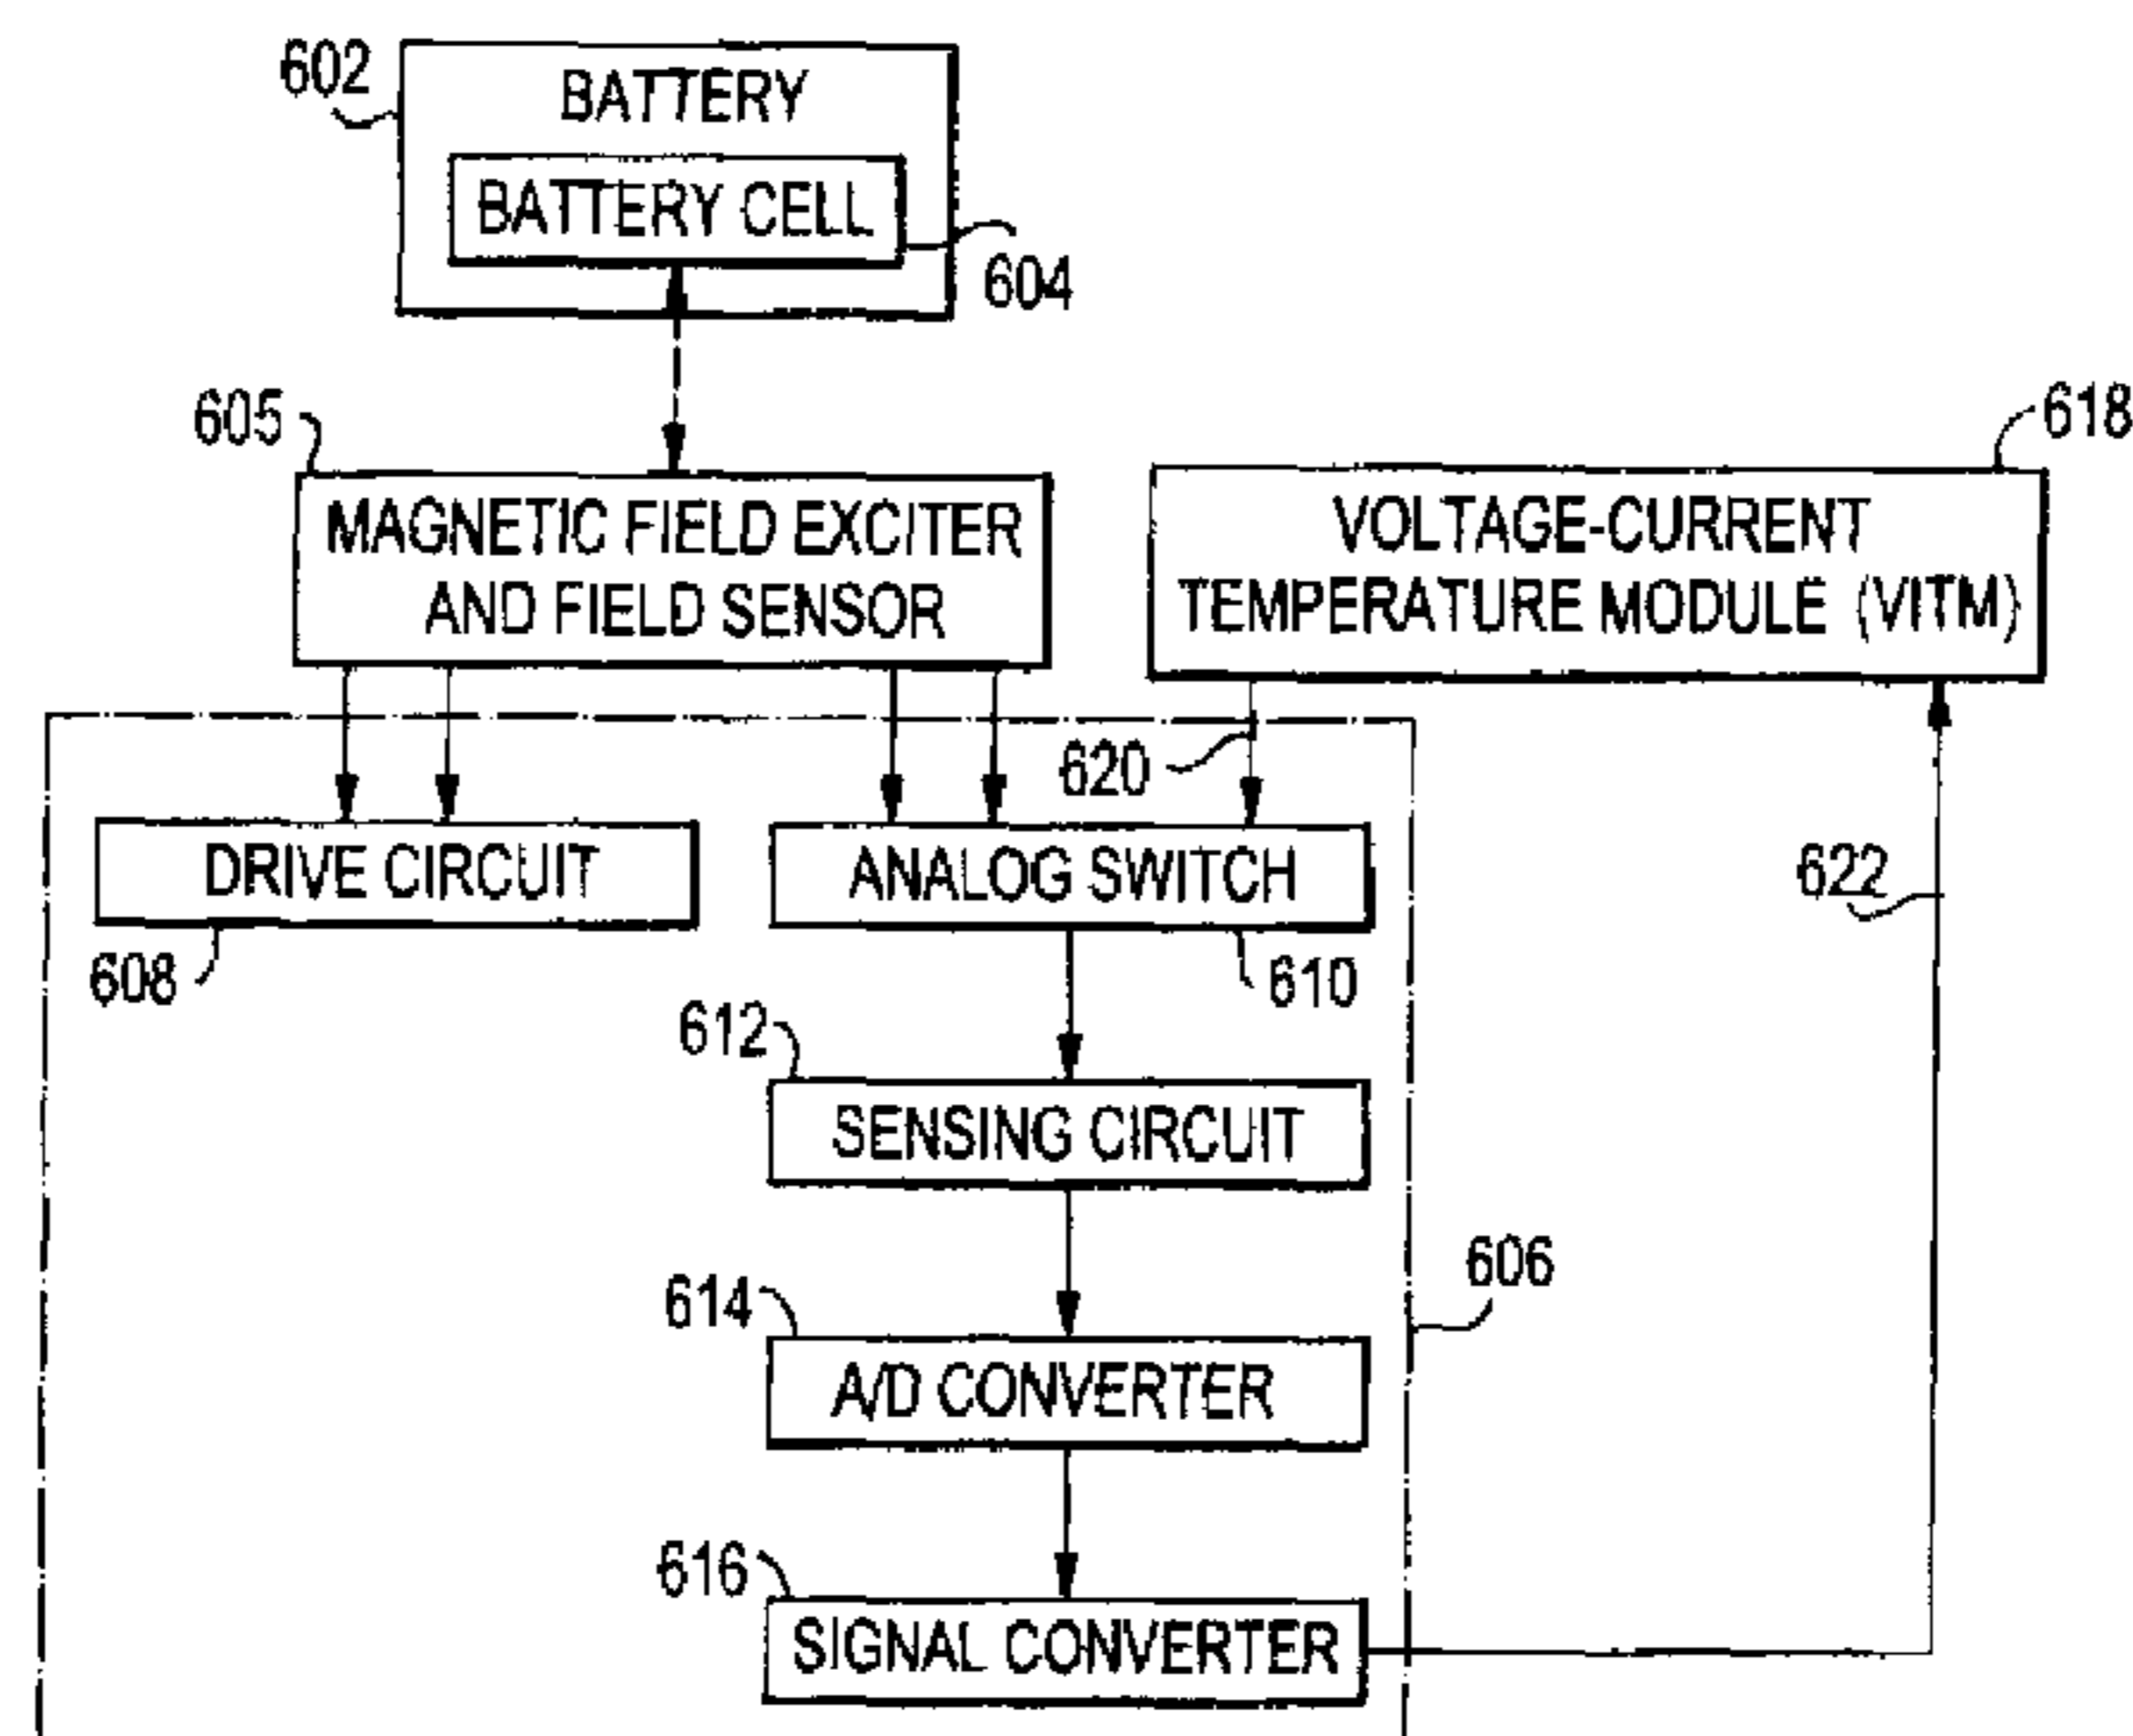 602
BATTERY
BATTERY CELL
604
605
MAGNETIC FIELD EXCITER
AND FIELD SENSOR
618
VOLTAGE-CURRENT
TEMPERATURE MODULE (VITM)
620
622
DRIVE CIRCUIT
608
ANALOG SWITCH
610
612
SENSING CIRCUIT
606
614
A/D CONVERTER
616
SIGNAL CONVERTER